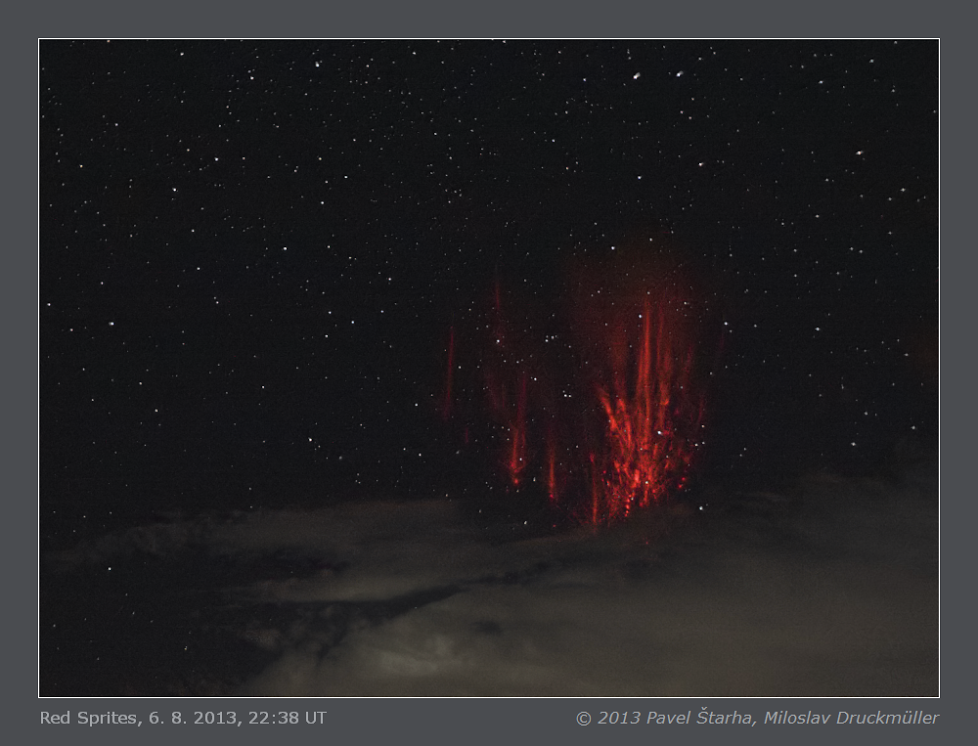 Red Sprites, 6. 8. 2013, 22:38 UT
© 2013 Pavel Štarha, Miloslav Druckmüller